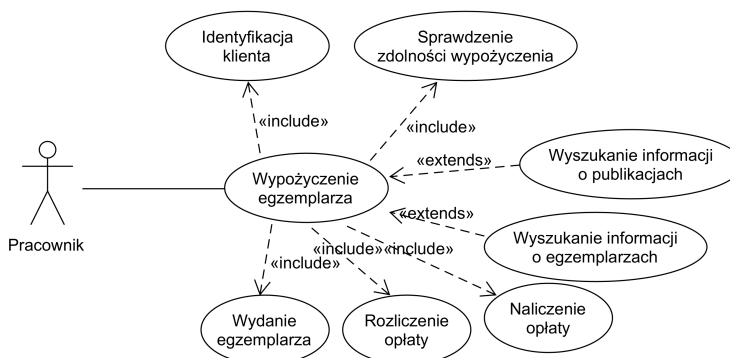 Identyfikacja
klienta
Sprawdzenie
zdolności wypożyczenia
«include»
«include»
«extends»
Wyszukanie informacji
o publikacjach
Wypożyczenie
egzemplarza
«extends»
Pracownik
Wyszukanie informacji
o egzemplarzach
«include»
«include»
«include»
Wydanie
egzemplarza
Rozliczenie
opłaty
Naliczenie
opłaty